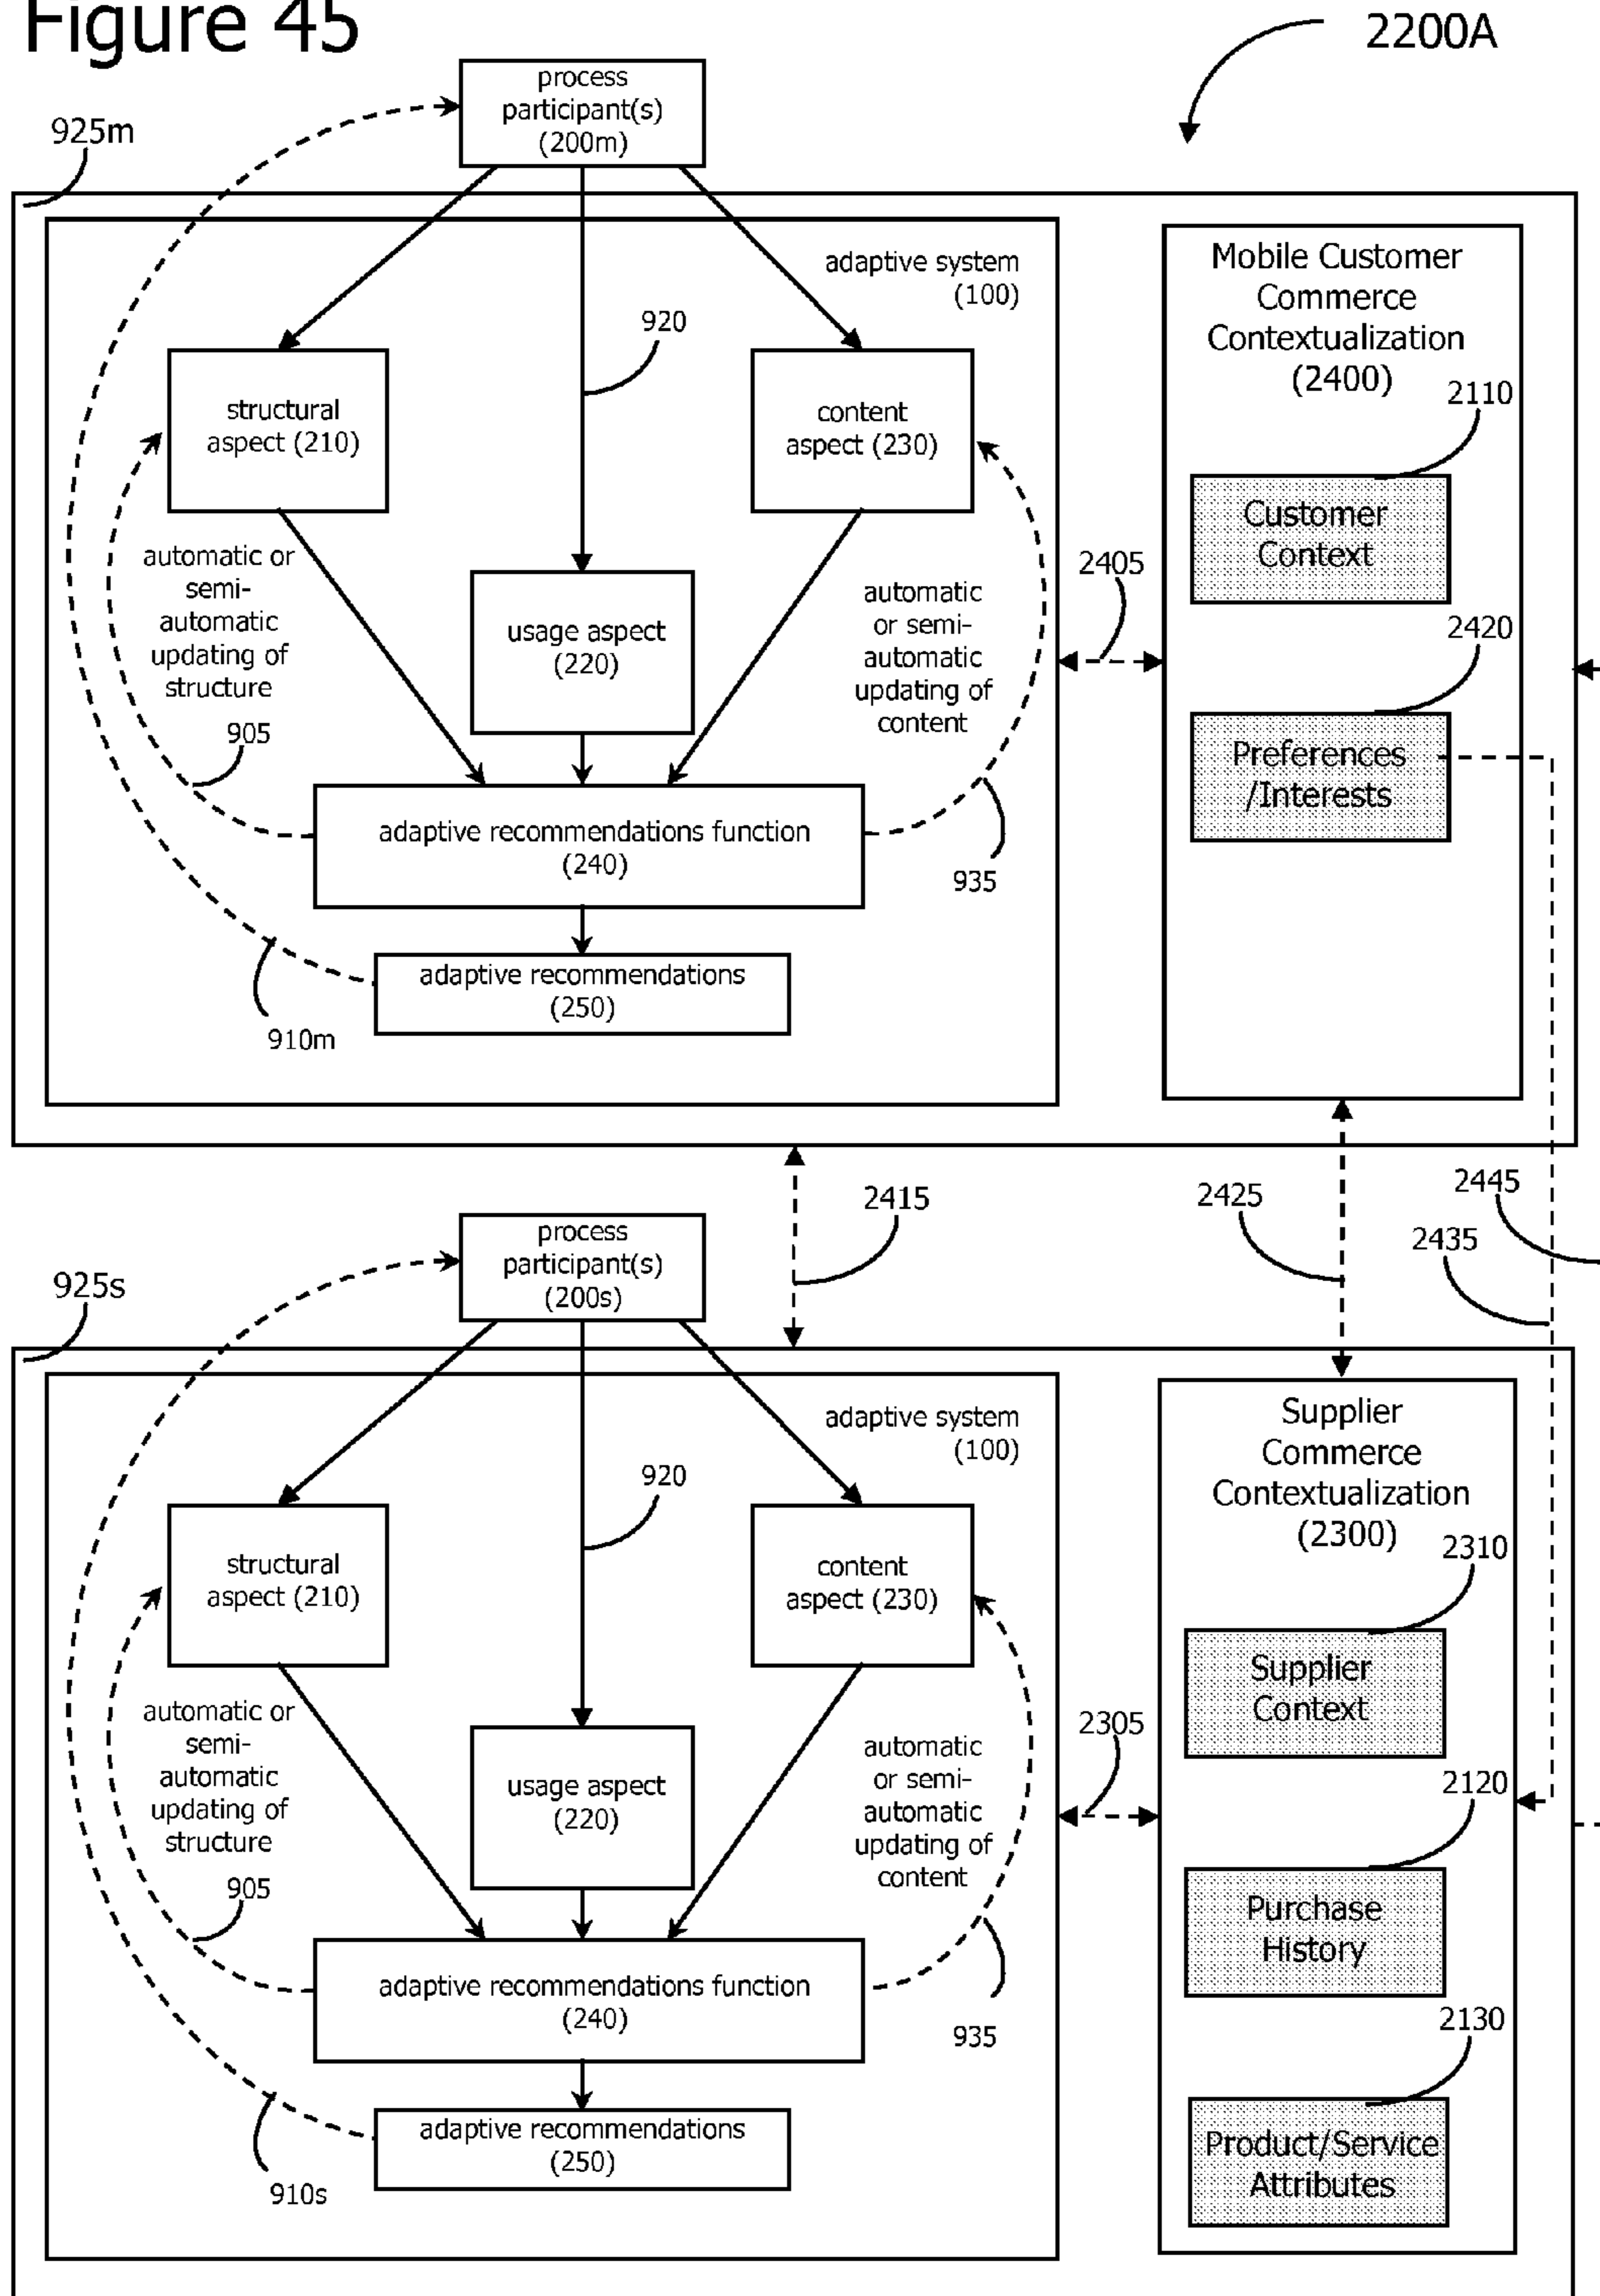 Figure 45
2200A
process
participant(s)
(200m)
925m
adaptive system
(100)
920
structural
aspect (210)
content
aspect (230)
automatic or
semi-
automatic
updating of
structure
905
usage aspect
(220)
automatic
or semi-
automatic
updating of
content
935
adaptive recommendations function
(240)
adaptive recommendations
(250)
910m
2405
Mobile Customer
Commerce
Contextualization
(2400)
2110
Customer
Context
2420
Preferences
/Interests
2415
2425
2445
2435
process
participant(s)
(200s)
925s
adaptive system
(100)
920
structural
aspect (210)
content
aspect (230)
automatic or
semi-
automatic
updating of
structure
905
usage aspect
(220)
automatic
or semi-
automatic
updating of
content
935
adaptive recommendations function
(240)
adaptive recommendations
(250)
910s
2305
Supplier
Commerce
Contextualization
(2300)
2310
Supplier
Context
2120
Purchase
History
2130
Product/Service
Attributes